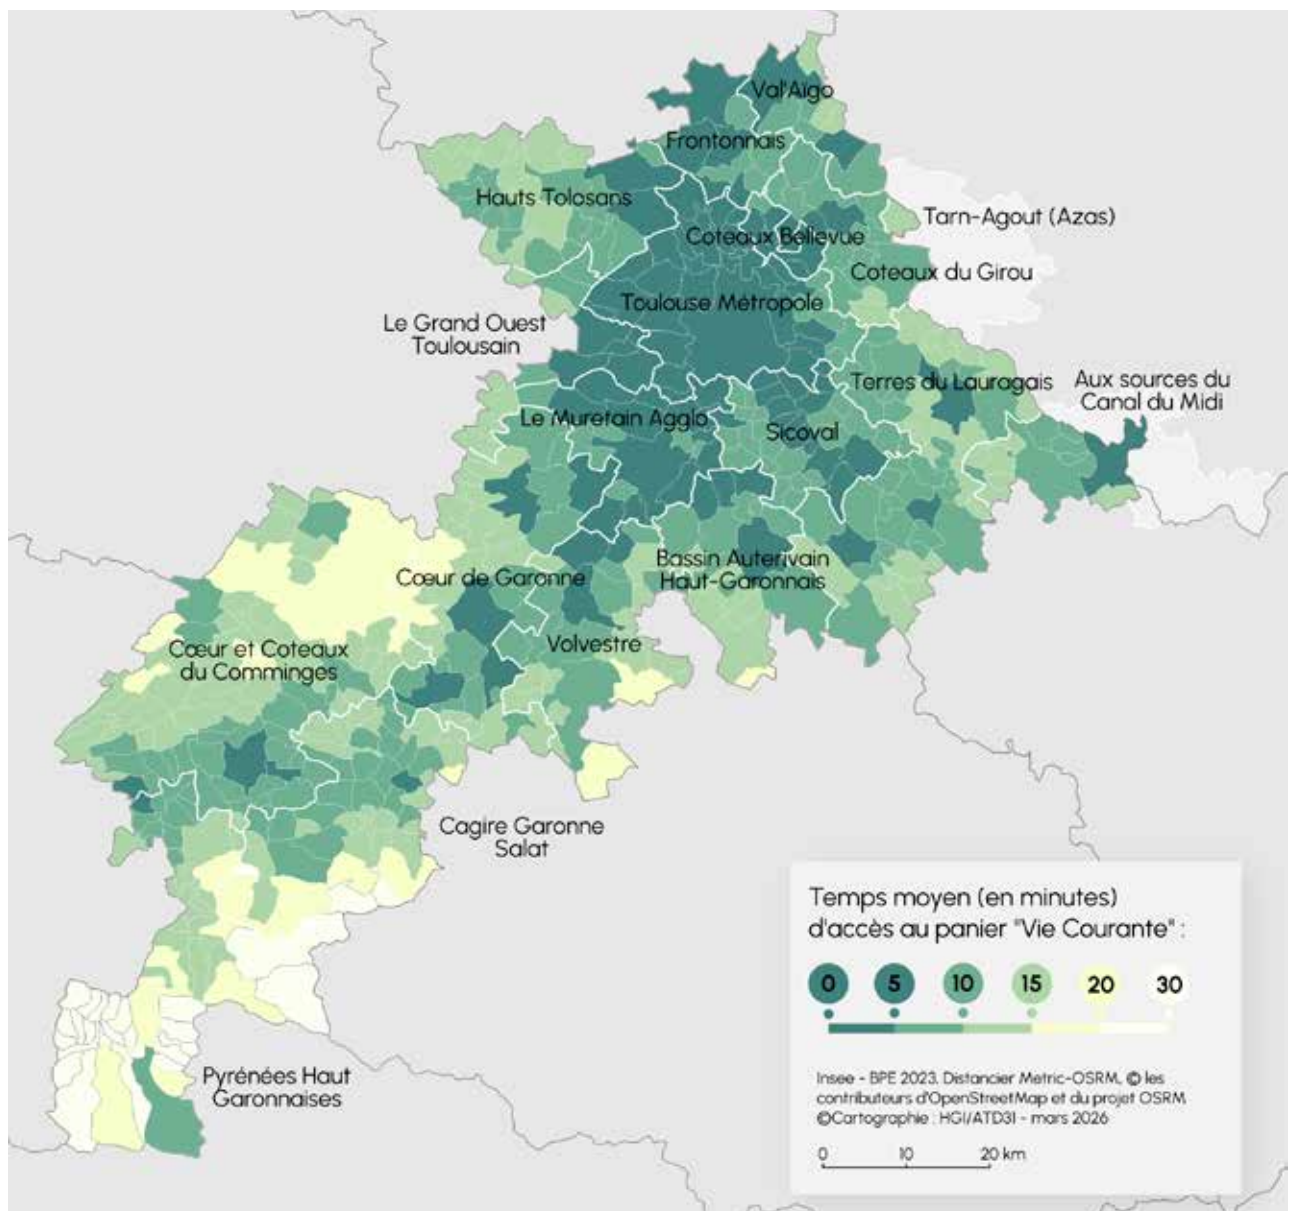 Val'Aïgo
Frontonnais
Hauts Tolosans
Tarn-Agout (Azas)
Coteaux Bellevue
Coteaux du Girou
Toulouse Métropole
Le Grand Ouest
Toulousain
Terres du Lauragais
Aux sources du
Canal du Midi
Le Muretain Agglo
Sicoval
Bassin Auterivain
Haut-Garonnais
Cœur de Garonne
Volvestre
Cœur et Coteaux
du Comminges
Cagire Garonne
Salat
Pyrénées Haut
Garonnaises
Temps moyen (en minutes)
d'accès au panier "Vie Courante" :
0 5 10 15 20 30
Insee - BPE 2023, Distancier Metric-OSRM, © les
contributeurs d'OpenStreetMap et du projet OSRM
©Cartographie : HGI/ATD31 - mars 2026
0 10 20 km